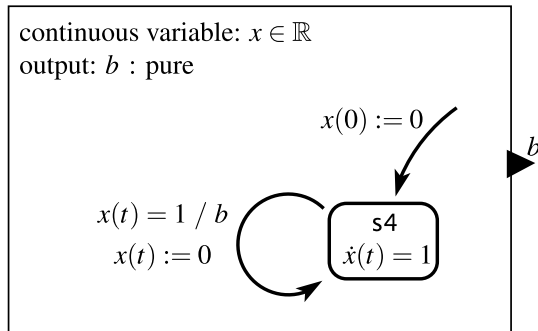 continuous variable: x ∈ ℝ
output: b : pure
x(0) := 0
b
x(t) = 1 / b
x(t) := 0
s4
ẋ(t) = 1